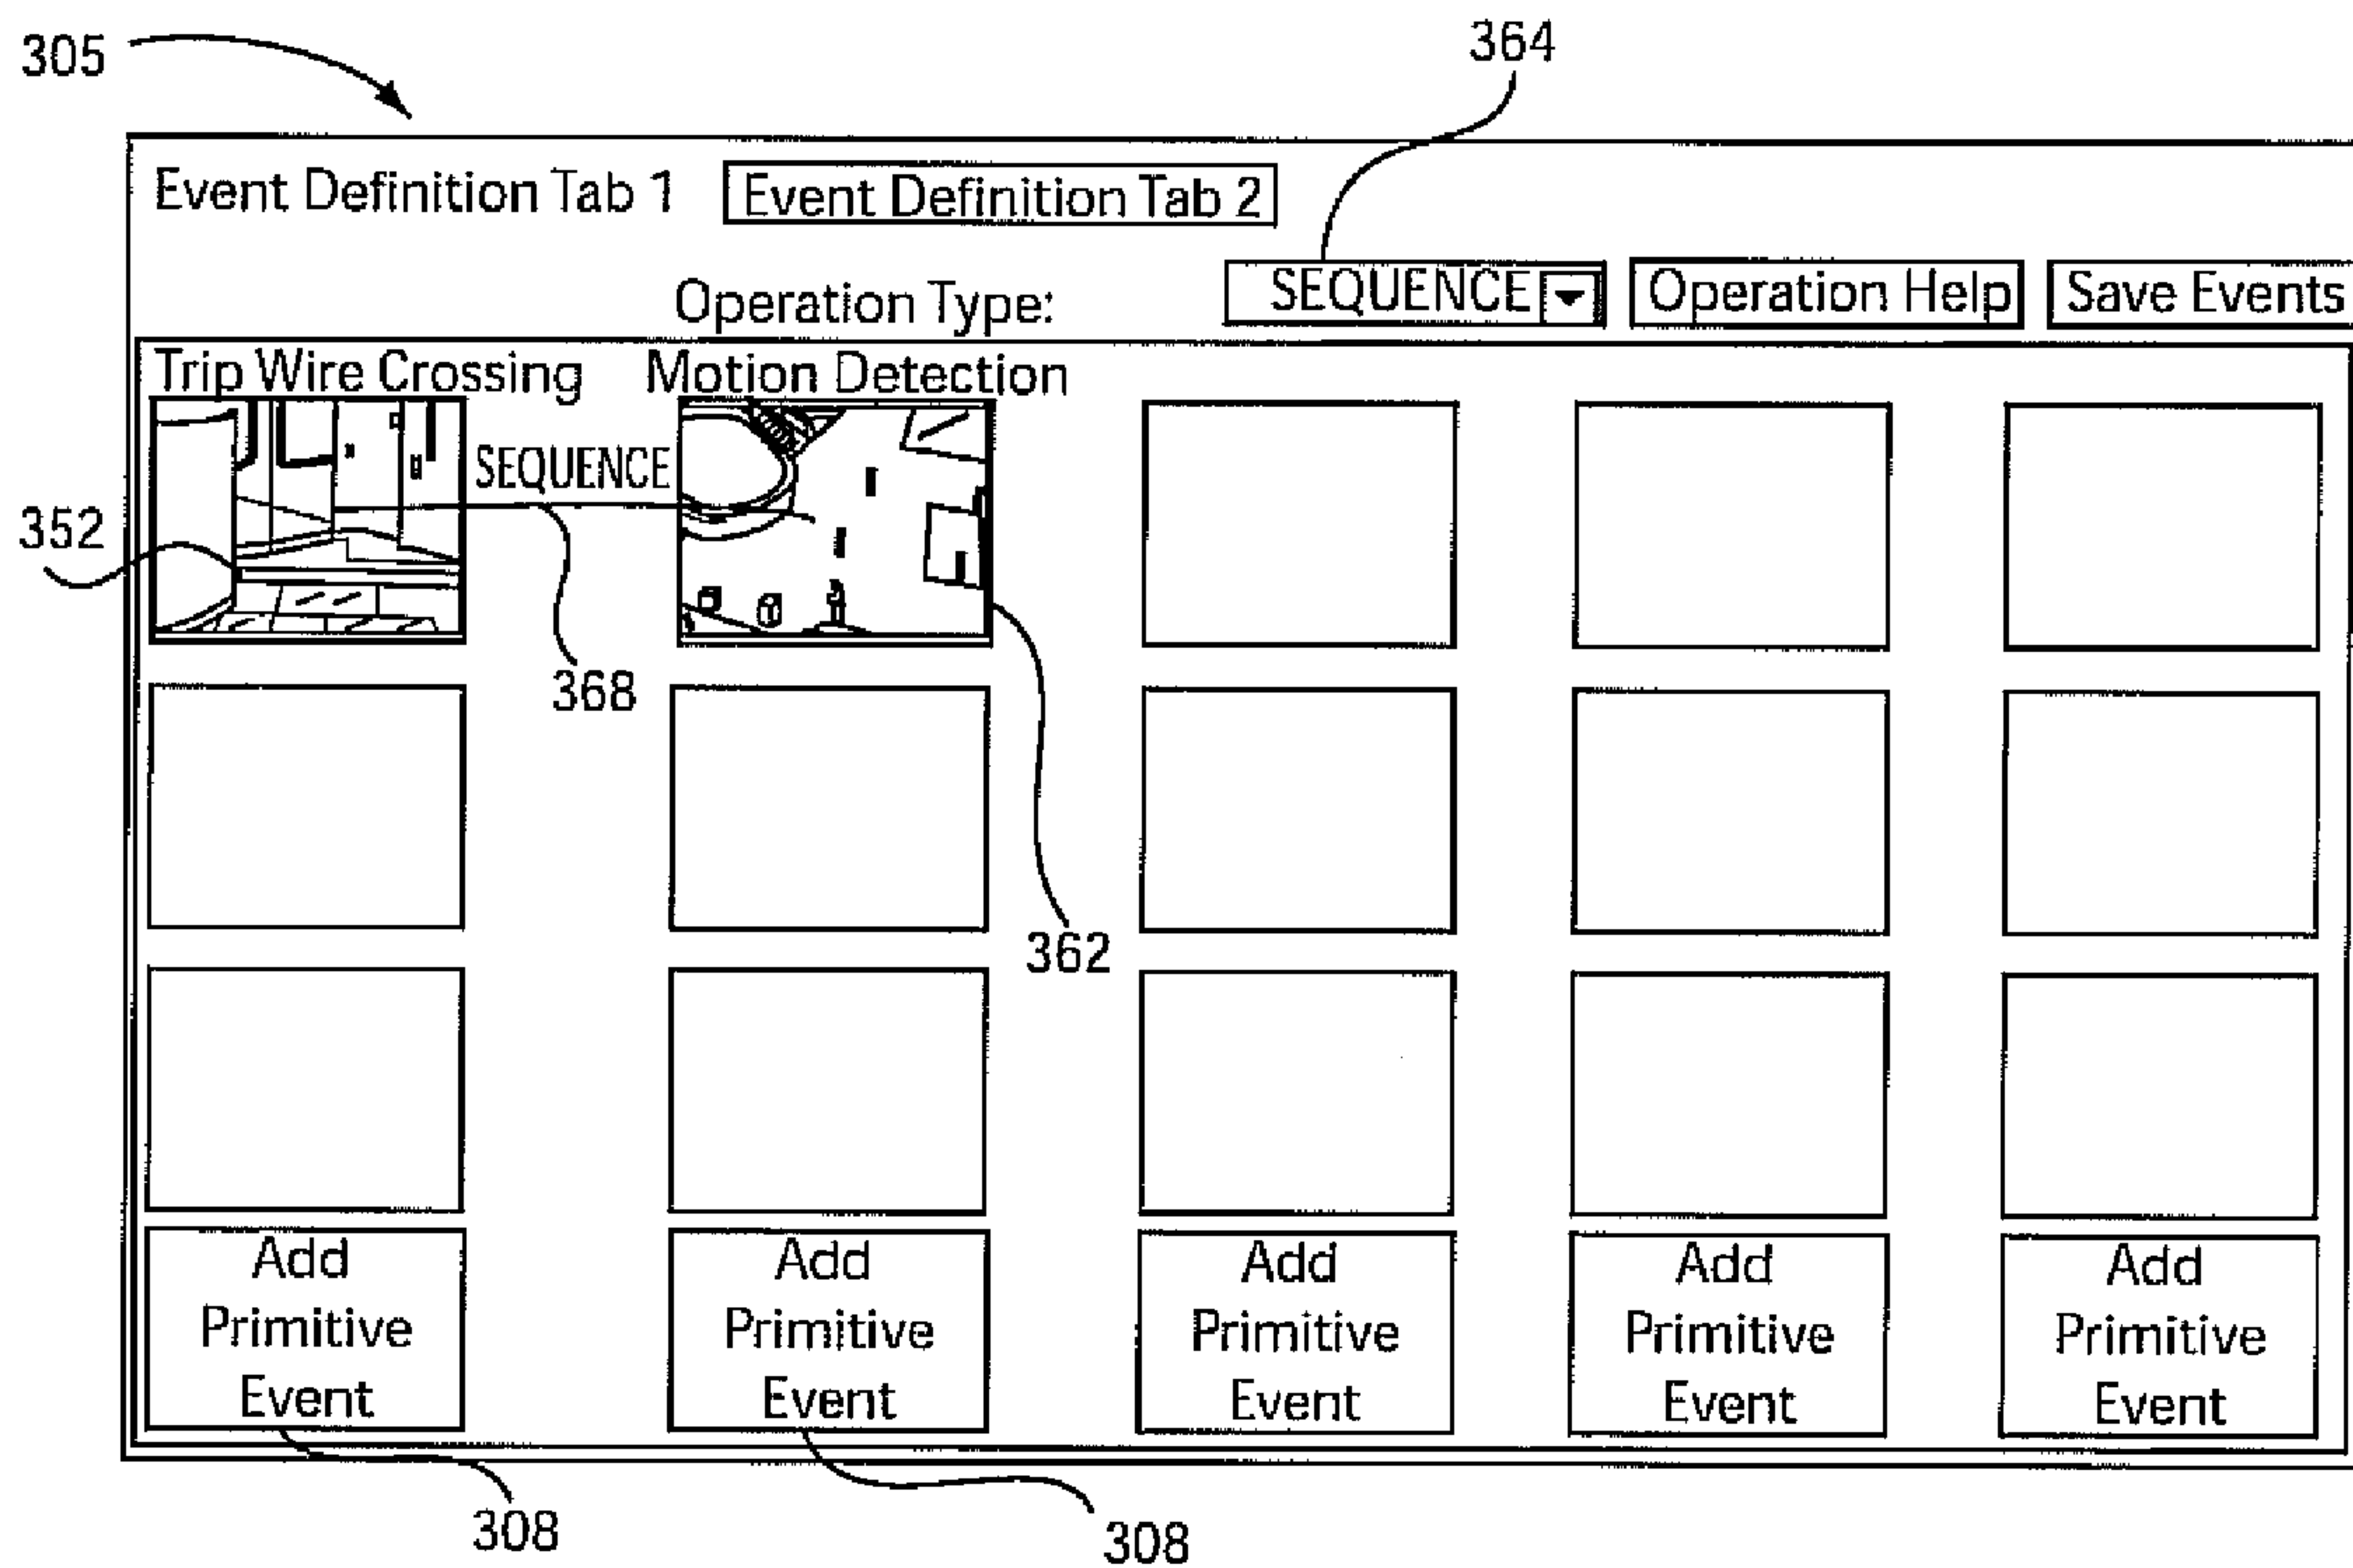 305
364
Event Definition Tab 1 Event Definition Tab 2
Operation Type: SEQUENCE Operation Help Save Events
Trip Wire Crossing Motion Detection
SEQUENCE
352
368
362
Add Primitive Event
Add Primitive Event
Add Primitive Event
Add Primitive Event
Add Primitive Event
308
308